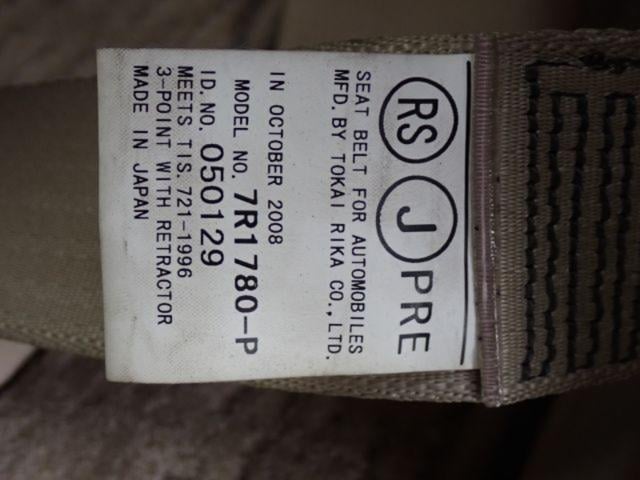 RS J PRE
SEAT BELT FOR AUTOMOBILES
MFD. BY TOKAI RIKA CO., LTD.
IN OCTOBER 2008
MODEL NO. 7R1780-P
ID. NO. 050129
MEETS TIS. 721-1996
3-POINT WITH RETRACTOR
MADE IN JAPAN